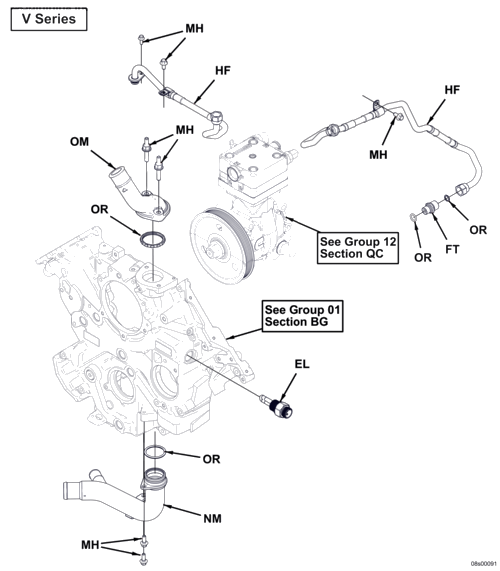 V Series
MH
HF
HF
MH
OM
MH
OR
OR
FT
OR
See Group 12
Section QC
See Group 01
Section BG
EL
OR
NM
MH
08s00091